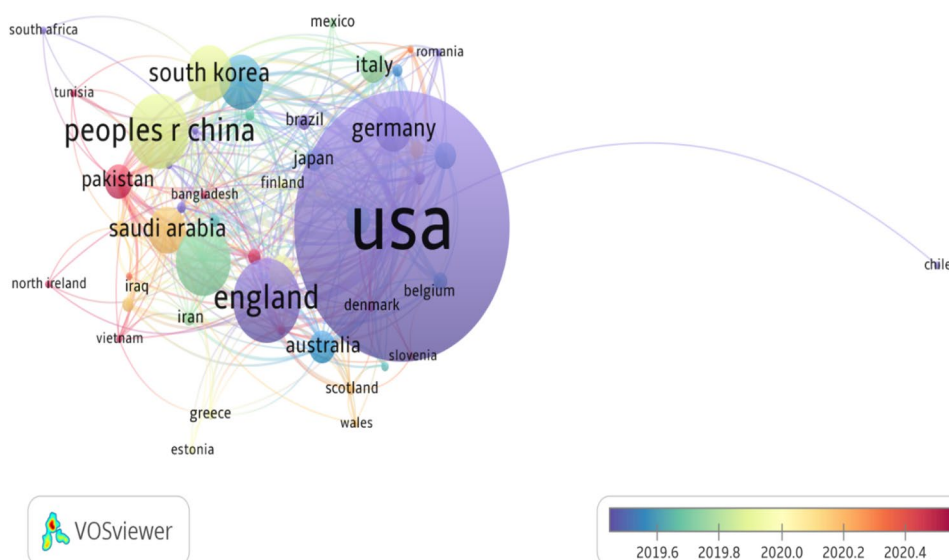 mexico
south africa
romania
italy
south korea
tunisia
brazil
germany
peoples r china
japan
pakistan
finland
bangladesh
usa
saudi arabia
chile
north ireland
iraq
belgium
england
denmark
iran
vietnam
australia
slovenia
scotland
greece
wales
estonia
VOSviewer
2019.6 2019.8 2020.0 2020.2 2020.4